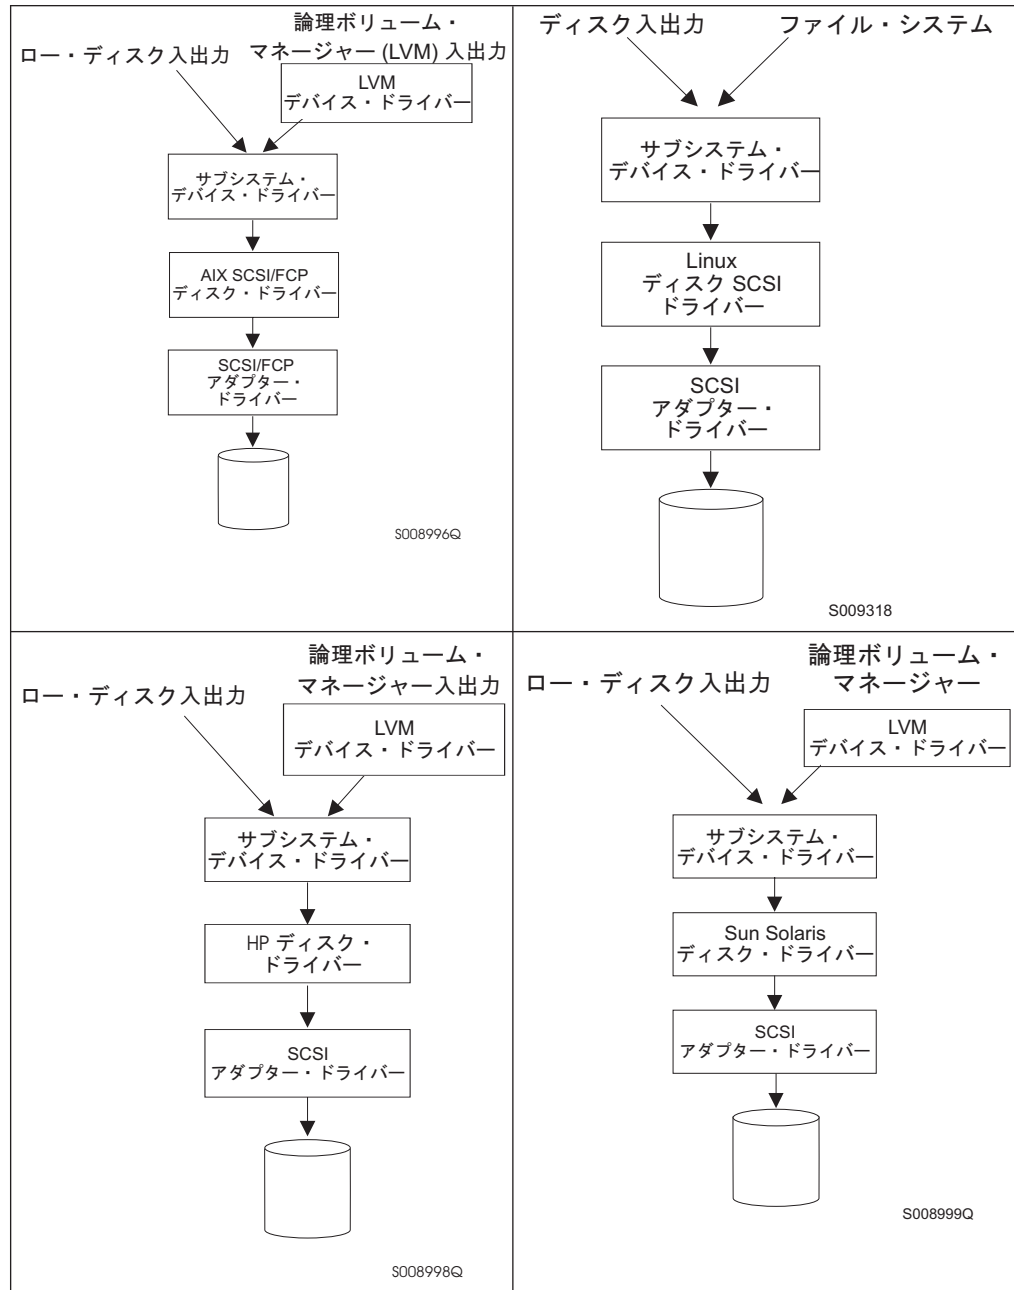 論理ボリューム・
マネージャー (LVM) 入出力
ロー・ディスク入出力
LVM
デバイス・ドライバー
サブシステム・
デバイス・ドライバー
AIX SCSI/FCP
ディスク・ドライバー
SCSI/FCP
アダプター・
ドライバー
S008996Q
ディスク入出力
ファイル・システム
サブシステム・
デバイス・ドライバー
Linux
ディスク SCSI
ドライバー
SCSI
アダプター・
ドライバー
S009318
論理ボリューム・
マネージャー入出力
ロー・ディスク入出力
LVM
デバイス・ドライバー
サブシステム・
デバイス・ドライバー
HP ディスク・
ドライバー
SCSI
アダプター・ドライバー
S008998Q
論理ボリューム・
マネージャー
ロー・ディスク入出力
LVM
デバイス・ドライバー
サブシステム・
デバイス・ドライバー
Sun Solaris
ディスク・ドライバー
SCSI
アダプター・ドライバー
S008999Q